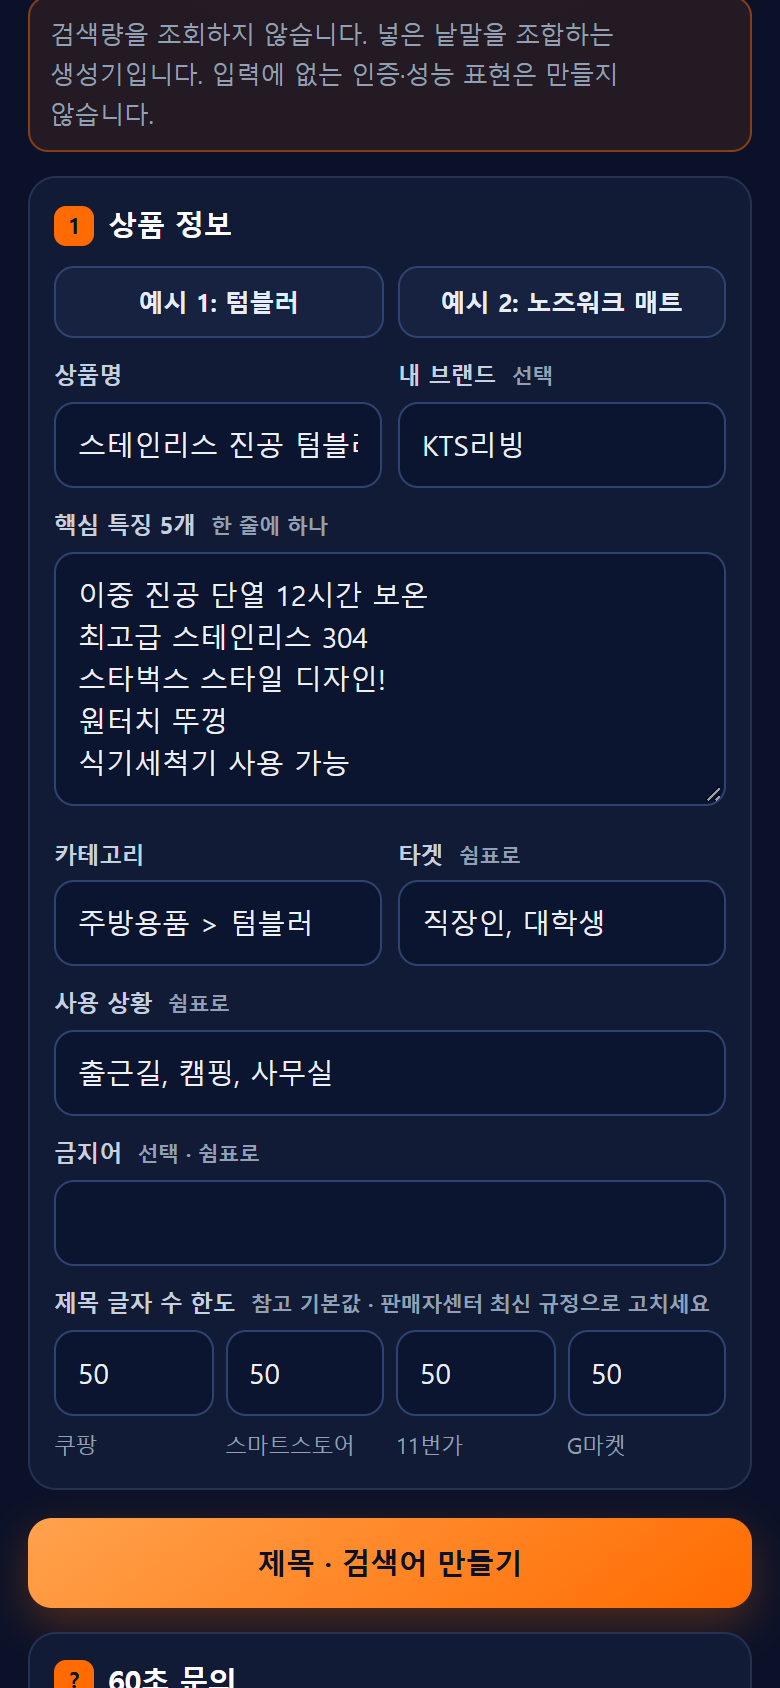 검색량을 조회하지 않습니다. 넣은 낱말을 조합하는
생성기입니다. 입력에 없는 인증·성능 표현은 만들지
않습니다.
1 상품 정보
예시 1: 텀블러 예시 2: 노즈워크 매트
상품명 내 브랜드 선택
스테인리스 진공 텀블러 KTS리빙
핵심 특징 5개 한 줄에 하나
이중 진공 단열 12시간 보온
최고급 스테인리스 304
스타벅스 스타일 디자인!
원터치 뚜껑
식기세척기 사용 가능
카테고리 타겟 쉼표로
주방용품 > 텀블러 직장인, 대학생
사용 상황 쉼표로
출근길, 캠핑, 사무실
금지어 선택 · 쉼표로
제목 글자 수 한도 참고 기본값 · 판매자센터 최신 규정으로 고치세요
50 50 50 50
쿠팡 스마트스토어 11번가 G마켓
제목 · 검색어 만들기
? 60초 문의